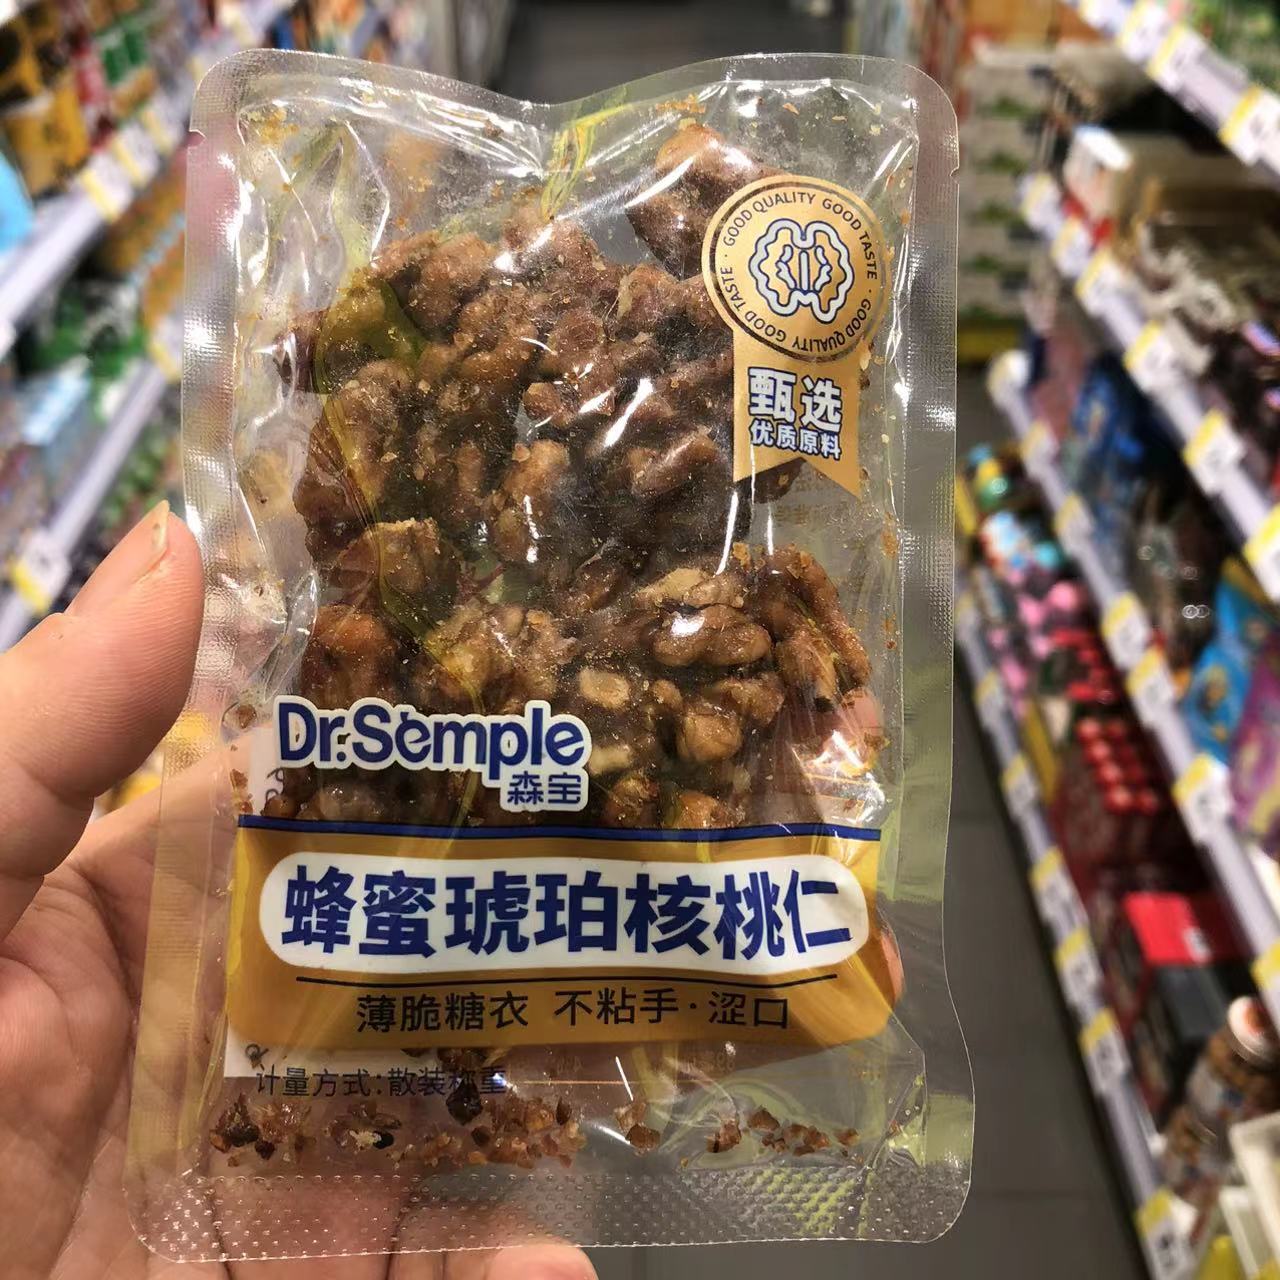 GOOD QUALITY GOOD TASTE · GOOD QUALITY GOOD TASTE ·
甄选
优质原料
Dr.Semple
森宝
蜂蜜琥珀核桃仁
薄脆糖衣 不粘手·涩口
计量方式:散装称重